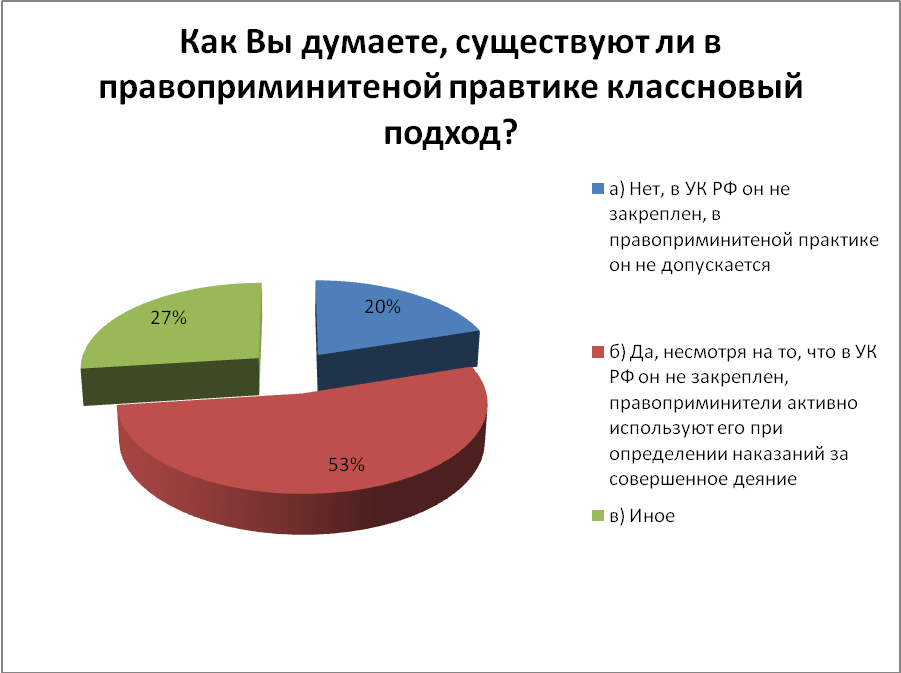 Как Вы думаете, существуют ли в
правоприминитеной правтике классновый
подход?
а) Нет, в УК РФ он не
закреплен, в
правоприминитеной практике
он не допускается
20%
27%
б) Да, несмотря на то, что в УК
РФ он не закреплен,
правоприминители активно
используют его при
определении наказаний за
совершенное деяние
53%
в) Иное